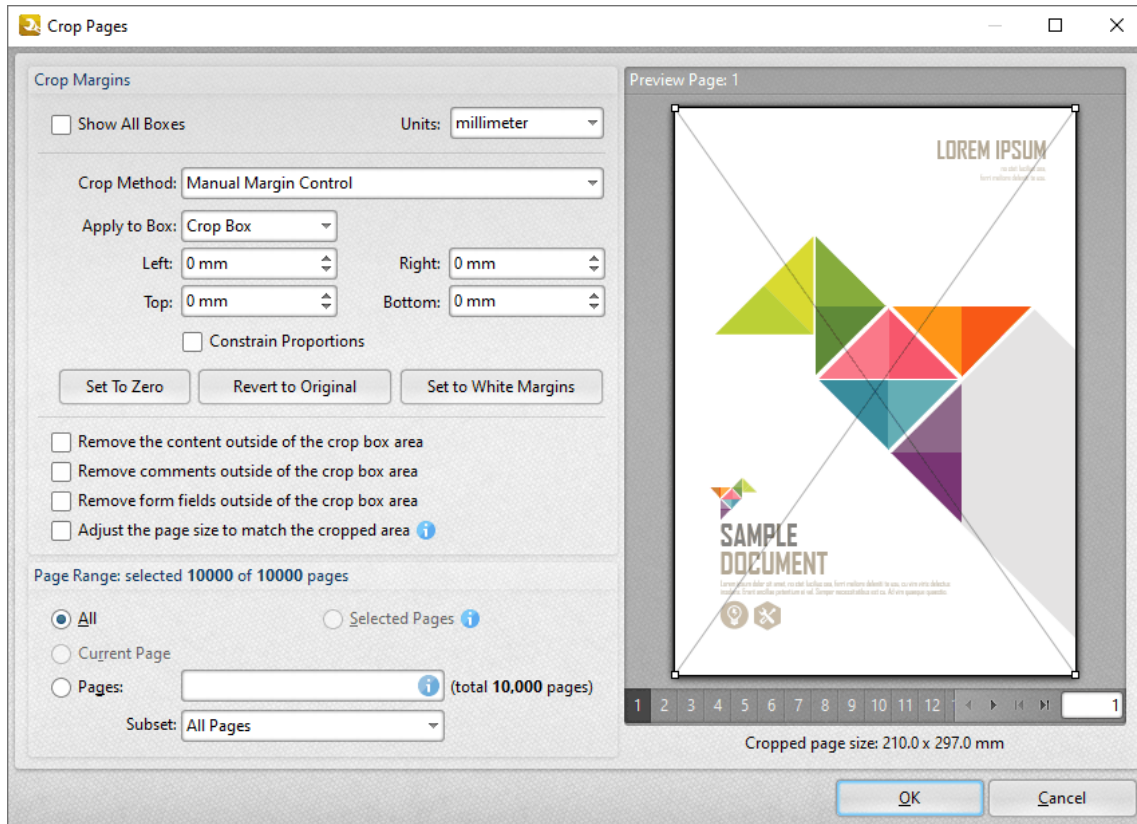 Crop Pages
Crop Margins
Show All Boxes
Units: millimeter
Crop Method: Manual Margin Control
Apply to Box: Crop Box
Left: 0 mm
Right: 0 mm
Top: 0 mm
Bottom: 0 mm
Constrain Proportions
Set To Zero
Revert to Original
Set to White Margins
Remove the content outside of the crop box area
Remove comments outside of the crop box area
Remove form fields outside of the crop box area
Adjust the page size to match the cropped area
Page Range: selected 10000 of 10000 pages
All
Selected Pages
Current Page
Pages:
(total 10,000 pages)
Subset: All Pages
Preview Page: 1
LOREM IPSUM
SAMPLE
DOCUMENT
1 2 3 4 5 6 7 8 9 10 11 12
1
Cropped page size: 210.0 x 297.0 mm
OK
Cancel